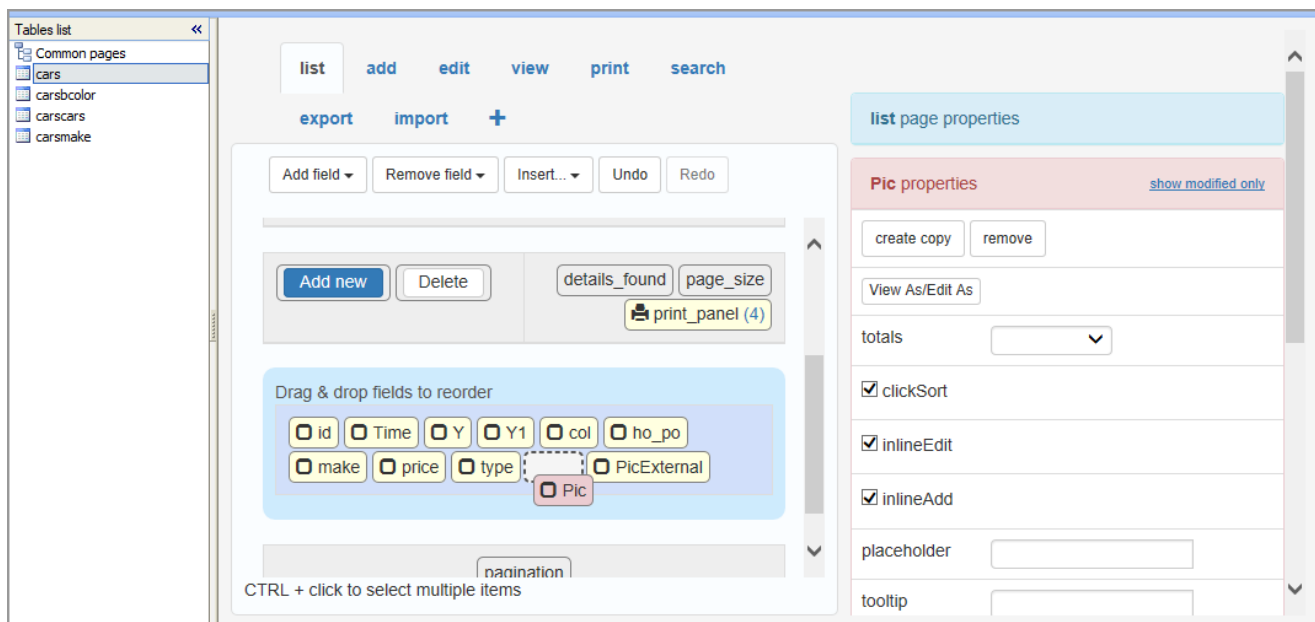 Tables list «
Common pages
cars
carsbcolor
carscars
carsmake
list add edit view print search
export import +
Add field Remove field Insert... Undo Redo
Add new Delete details_found page_size
print_panel (4)
Drag & drop fields to reorder
id Time Y Y1 col ho_po
make price type PicExternal
Pic
pagination
CTRL + click to select multiple items
list page properties
Pic properties show modified only
create copy remove
View As/Edit As
totals
clickSort
inlineEdit
inlineAdd
placeholder
tooltip